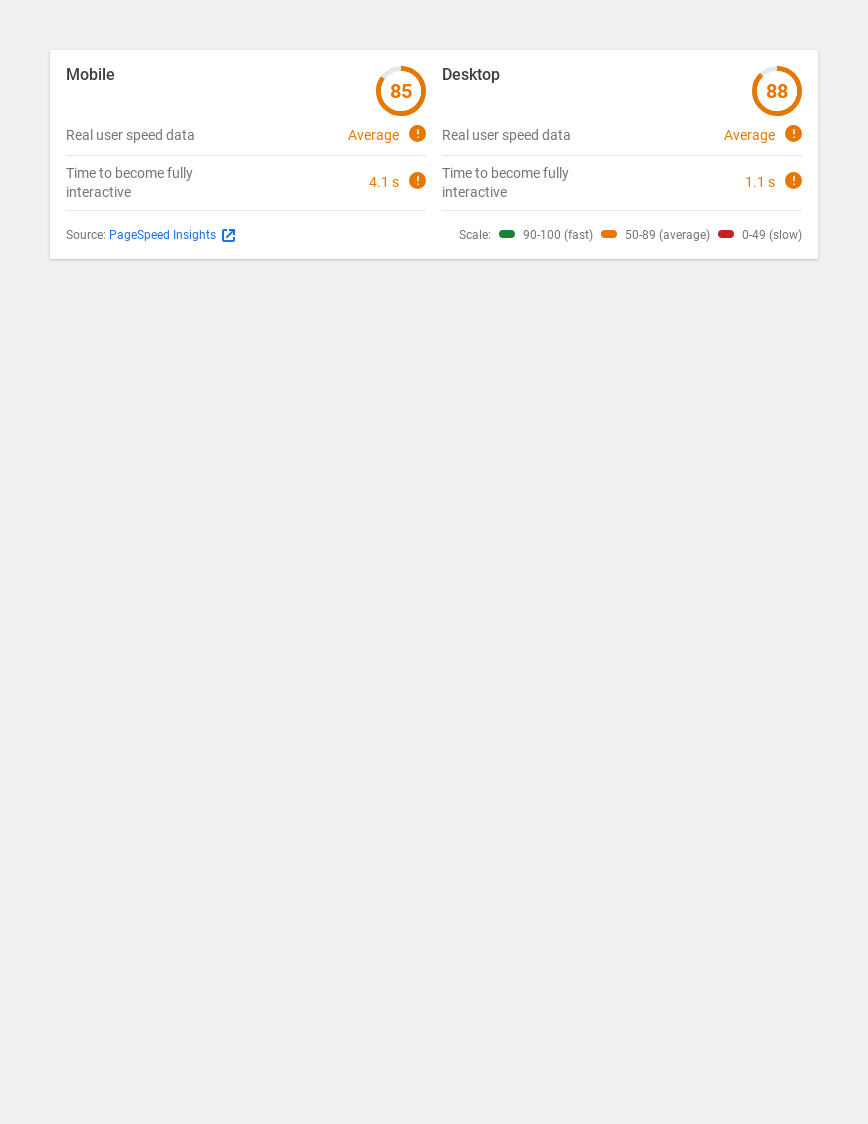 Mobile
85
Real user speed data
Average
Time to become fully
interactive
4.1 s
Desktop
88
Real user speed data
Average
Time to become fully
interactive
1.1 s
Source: PageSpeed Insights
Scale: 90-100 (fast) 50-89 (average) 0-49 (slow)